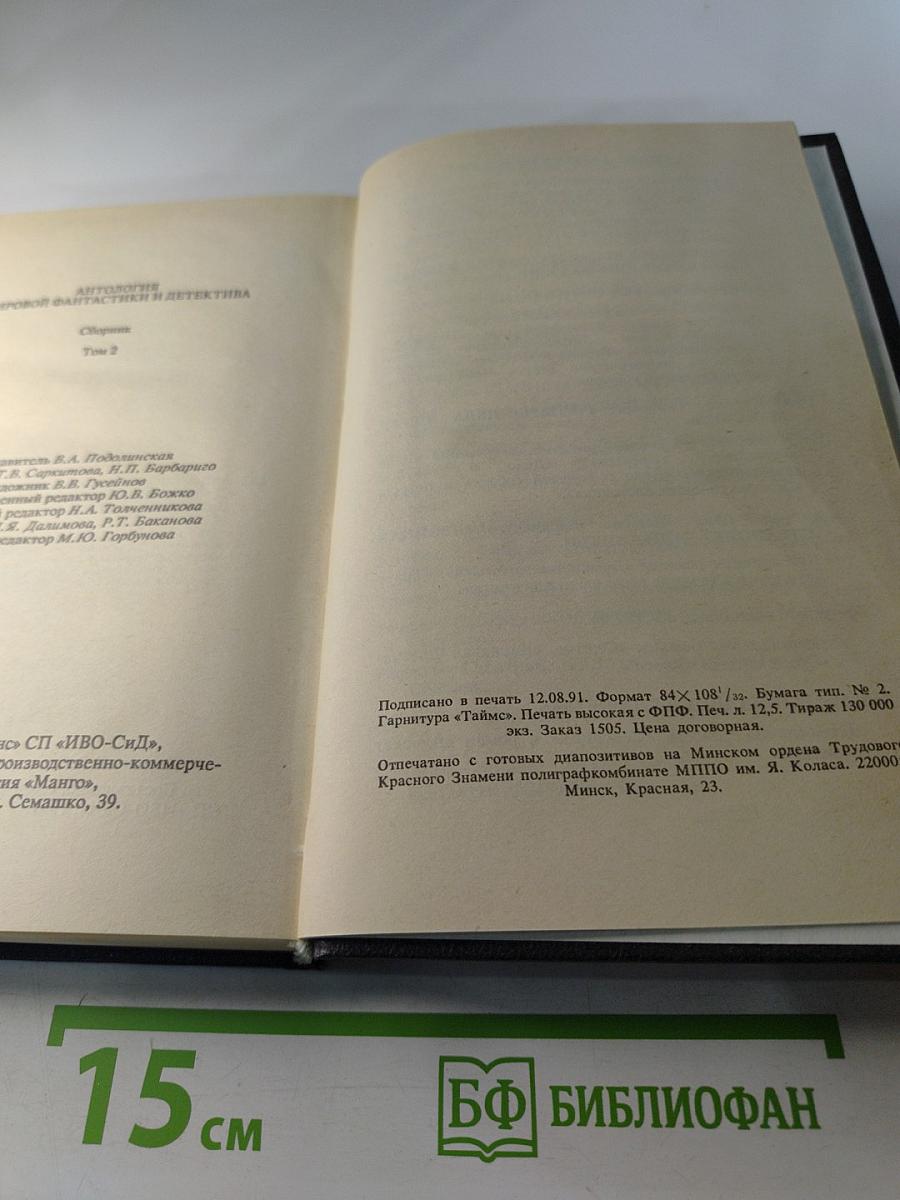 АНТОЛОГИЯ
ФАНТАСТИКИ И ДЕТЕКТИВА
Сборник
Том 2
В.А. Подолинская
Т.В. Саркитова, Н.П. Барбариго
В.В. Гусейнов
редактор Ю.В. Божко
редактор Н.А. Толченникова
Далимова, Р.Т. Баканова
М.Ю. Горбунова
СП «ИВО-СиД»,
«Манго»,
Семашко, 39.
Подписано в печать 12.08.91. Формат 84×108¹/₃₂. Бумага тип. № 2.
Гарнитура «Таймс». Печать высокая с ФПФ. Печ. л. 12,5. Тираж 130 000
экз. Заказ 1505. Цена договорная.
Отпечатано с готовых диапозитивов на Минском ордена Трудового
Красного Знамени полиграфкомбинате МППО им. Я. Коласа. 22000
Минск, Красная, 23.
15 см
БФ БИБЛИОФАН